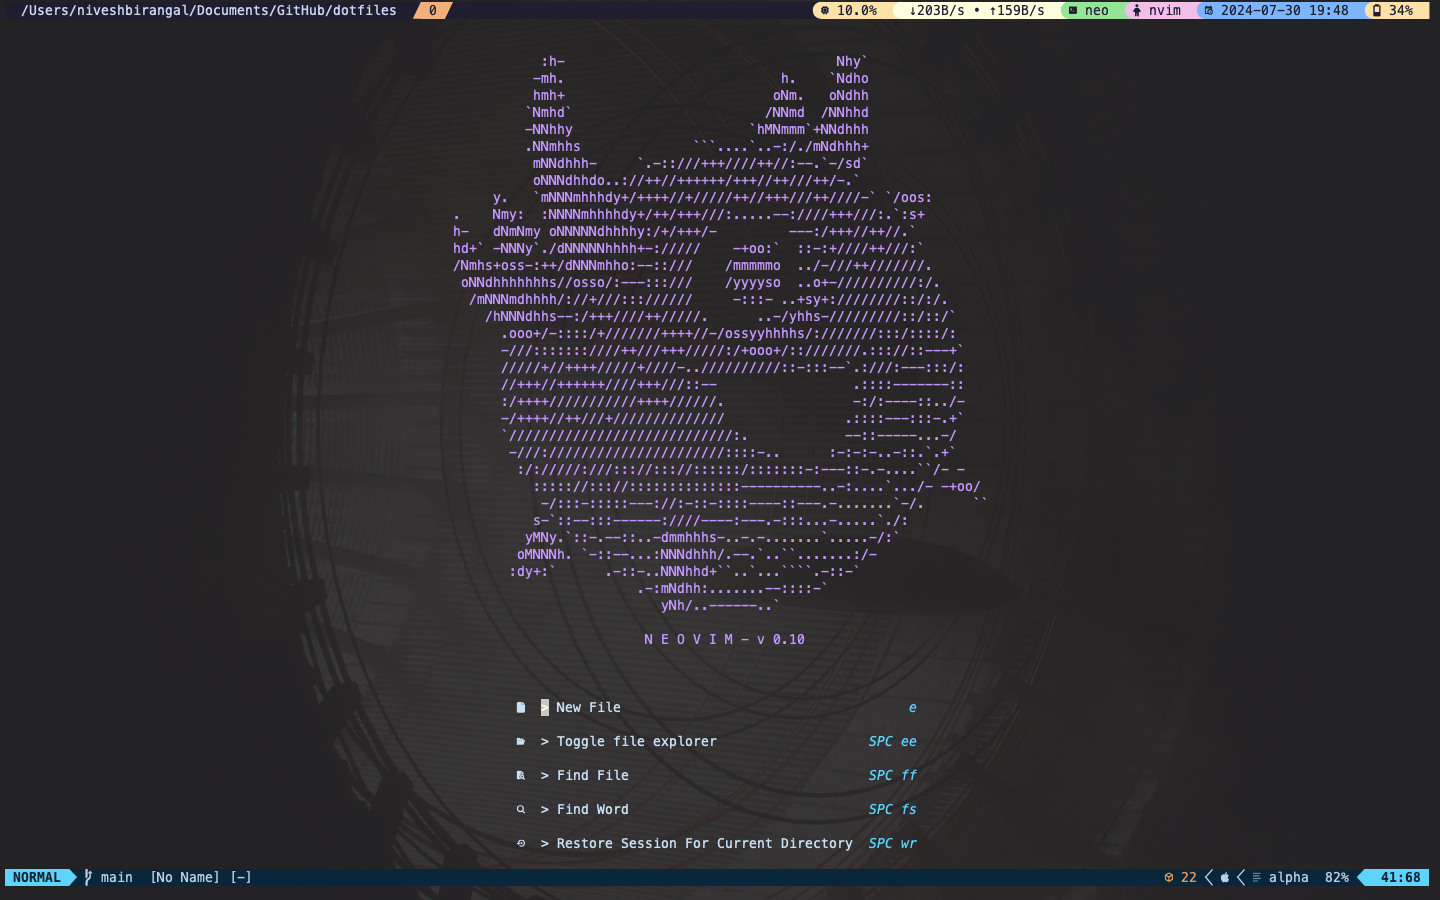 /Users/niveshbirangal/Documents/GitHub/dotfiles 0 10.0% ↓203B/s • ↑159B/s neo nvim 2024-07-30 19:48 34%
N E O V I M - v 0.10
> New File e
> Toggle file explorer SPC ee
> Find File SPC ff
> Find Word SPC fs
> Restore Session For Current Directory SPC wr
NORMAL main [No Name] [-] 22 alpha 82% 41:68